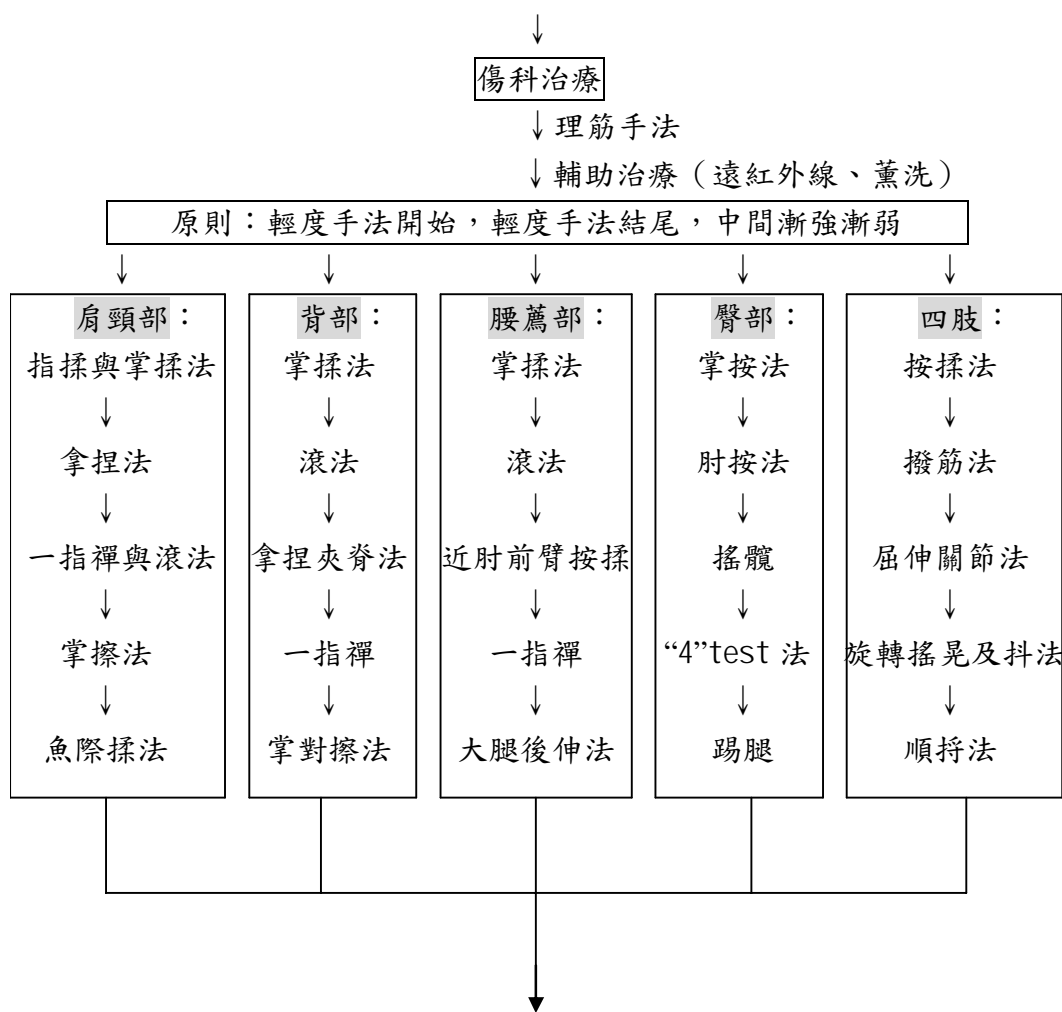 ↓
傷科治療
↓理筋手法
↓輔助治療（遠紅外線、薰洗）
原則：輕度手法開始，輕度手法結尾，中間漸強漸弱
↓ ↓ ↓ ↓ ↓
肩頸部：
指揉與掌揉法
↓
拿捏法
↓
一指禪與滾法
↓
掌擦法
↓
魚際揉法
背部：
掌揉法
↓
滾法
↓
拿捏夾脊法
↓
一指禪
↓
掌對擦法
腰薦部：
掌揉法
↓
滾法
↓
近肘前臂按揉
↓
一指禪
↓
大腿後伸法
臀部：
掌按法
↓
肘按法
↓
搖髖
↓
“4”test 法
↓
踢腿
四肢：
按揉法
↓
撥筋法
↓
屈伸關節法
↓
旋轉搖晃及抖法
↓
順捋法